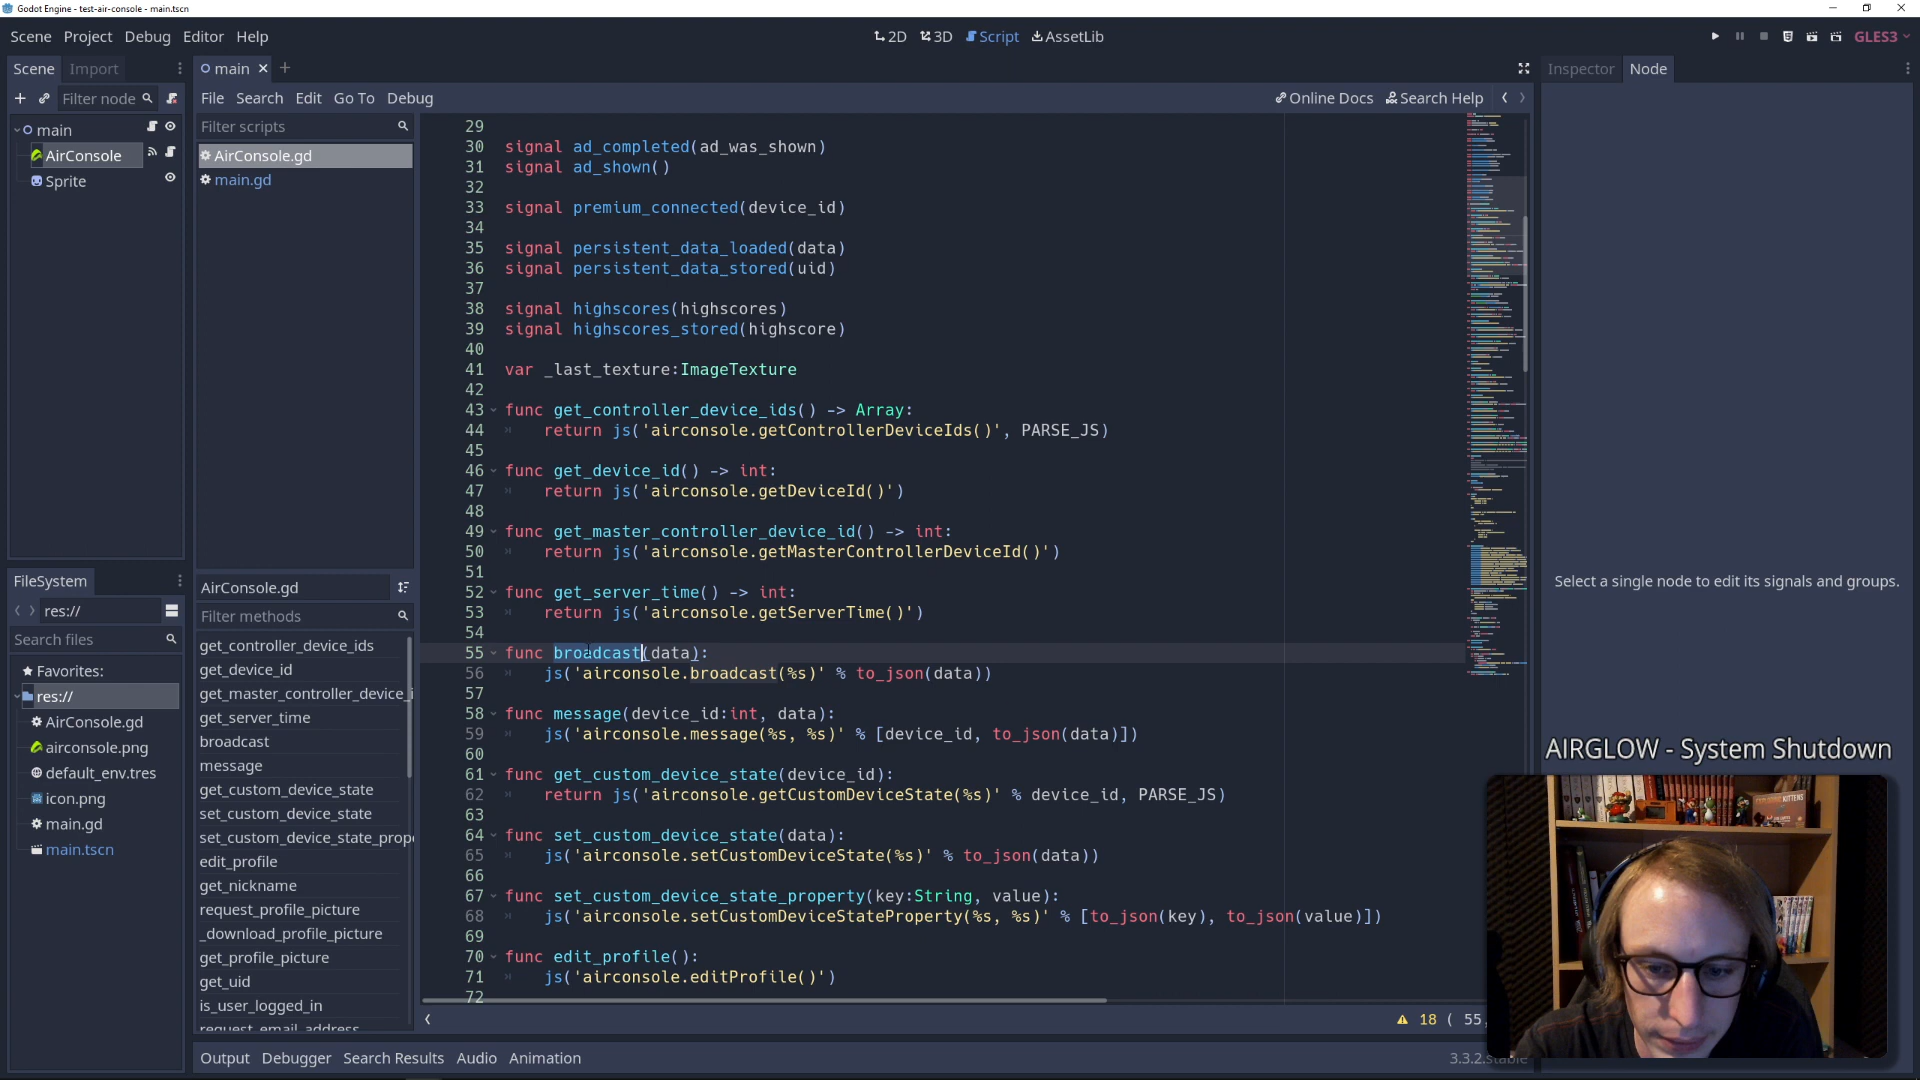 Godot Engine - test-air-console - main.tscn
Scene Project Debug Editor Help
2D 3D Script AssetLib
GLES3
Scene Import
main
Inspector Node
Filter node
File Search Edit Go To Debug
Online Docs Search Help
main
AirConsole
Sprite
Filter scripts
AirConsole.gd
main.gd
29
30 signal ad_completed(ad_was_shown)
31 signal ad_shown()
32
33 signal premium_connected(device_id)
34
35 signal persistent_data_loaded(data)
36 signal persistent_data_stored(uid)
37
38 signal highscores(highscores)
39 signal highscores_stored(highscore)
40
41 var _last_texture:ImageTexture
42
43 func get_controller_device_ids() -> Array:
44 return js('airconsole.getControllerDeviceIds()', PARSE_JS)
45
46 func get_device_id() -> int:
47 return js('airconsole.getDeviceId()')
48
49 func get_master_controller_device_id() -> int:
50 return js('airconsole.getMasterControllerDeviceId()')
51
52 func get_server_time() -> int:
53 return js('airconsole.getServerTime()')
54
55 func broadcast(data):
56 js('airconsole.broadcast(%s)' % to_json(data))
57
58 func message(device_id:int, data):
59 js('airconsole.message(%s, %s)' % [device_id, to_json(data)])
60
61 func get_custom_device_state(device_id):
62 return js('airconsole.getCustomDeviceState(%s)' % device_id, PARSE_JS)
63
64 func set_custom_device_state(data):
65 js('airconsole.setCustomDeviceState(%s)' % to_json(data))
66
67 func set_custom_device_state_property(key:String, value):
68 js('airconsole.setCustomDeviceStateProperty(%s, %s)' % [to_json(key), to_json(value)])
69
70 func edit_profile():
71 js('airconsole.editProfile()')
72
FileSystem
res://
Search files
Favorites:
res://
AirConsole.gd
airconsole.png
default_env.tres
icon.png
main.gd
main.tscn
AirConsole.gd
Filter methods
get_controller_device_ids
get_device_id
get_master_controller_device_i
get_server_time
broadcast
message
get_custom_device_state
set_custom_device_state
set_custom_device_state_prope
edit_profile
get_nickname
request_profile_picture
_download_profile_picture
get_profile_picture
get_uid
is_user_logged_in
request_email_address
Select a single node to edit its signals and groups.
AIRGLOW - System Shutdown
EXPLODING
KITTENS
18 ( 55,
Output Debugger Search Results Audio Animation
3.3.2.stable